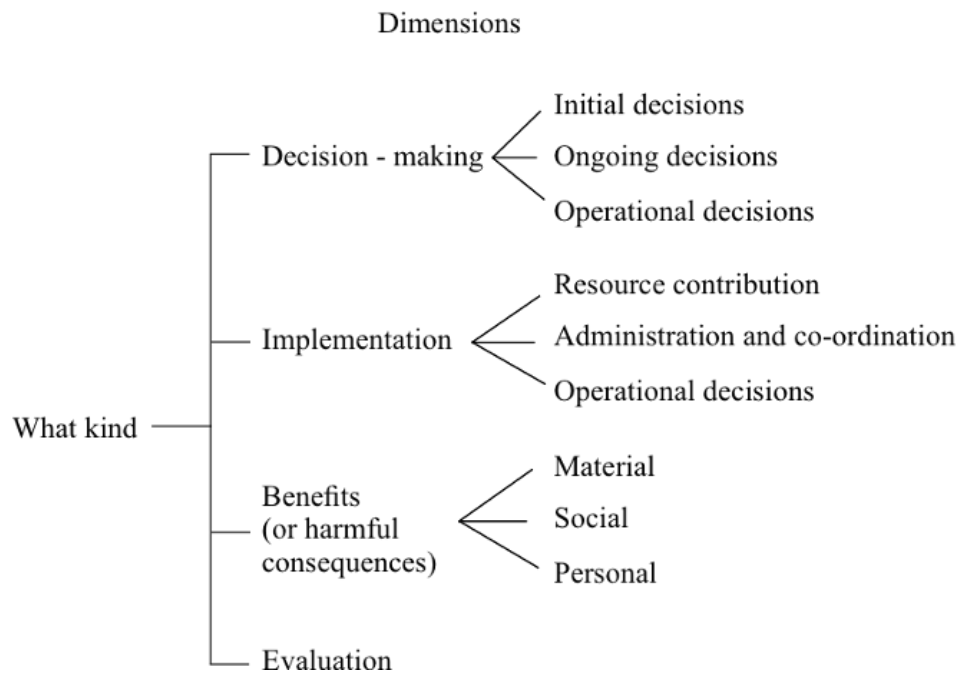 Dimensions
Initial decisions
Decision - making
Ongoing decisions
Operational decisions
Resource contribution
Implementation
Administration and co-ordination
Operational decisions
What kind
Material
Benefits
(or harmful
consequences)
Social
Personal
Evaluation